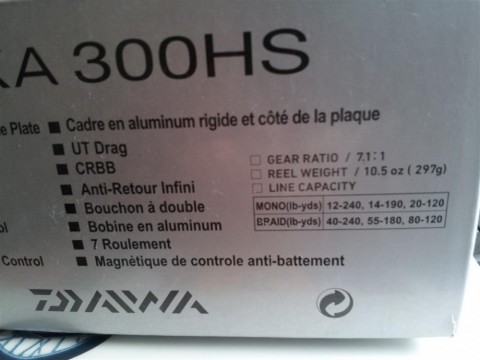 XA 300HS
e Plate ■ Cadre en aluminum rigide et côté de la plaque
■ UT Drag
■ CRBB
■ Anti-Retour Infini
■ Bouchon à double
ol ■ Bobine en aluminum
■ 7 Roulement
Control ■ Magnêtique de controle anti-battement
□ GEAR RATIO / 7.1:1
□ REEL WEIGHT / 10.5 oz (297g)
□ LINE CAPACITY
MONO(lb-yds) 12-240, 14-190, 20-120
BRAID(lb-yds) 40-240, 55-180, 80-120
DAIWA